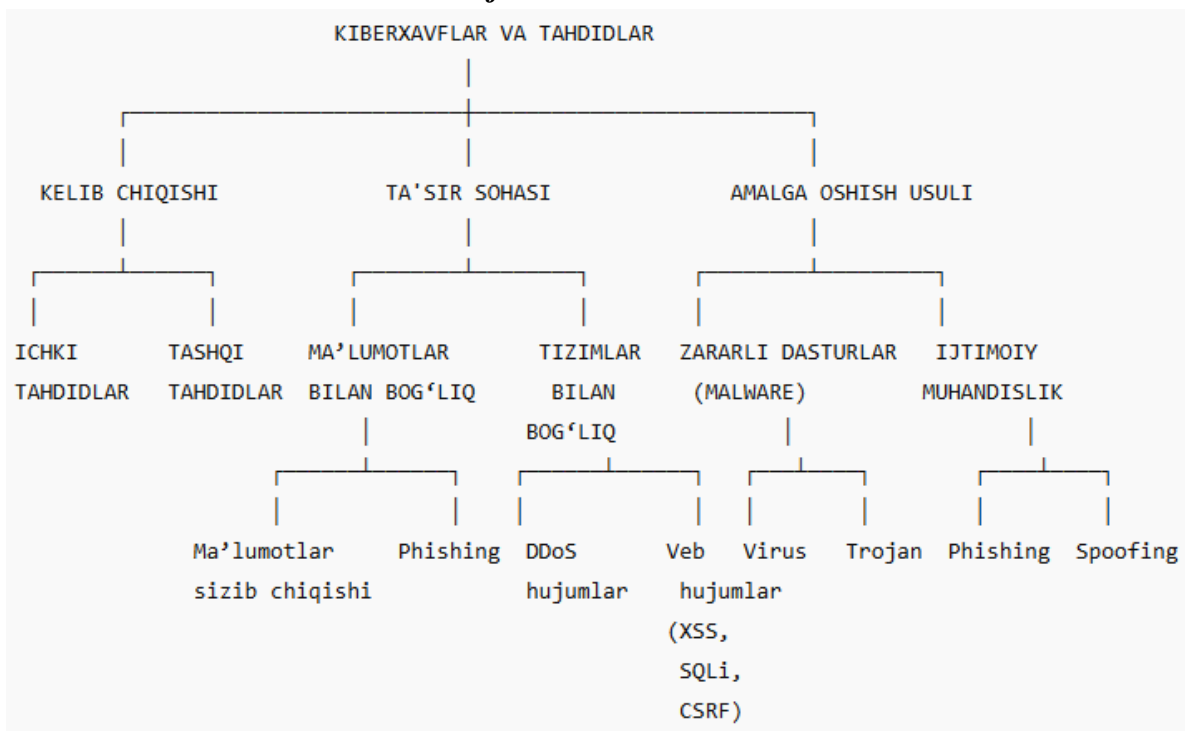 KIBERXAVFLAR VA TAHDIDLAR
KELIB CHIQISHI TA'SIR SOHASI AMALGA OSHISH USULI
ICHKI TASHQI MA’LUMOTLAR TIZIMLAR ZARARLI DASTURLAR IJTIMOIY
TAHDIDLAR TAHDIDLAR BILAN BOG‘LIQ BILAN (MALWARE) MUHANDISLIK
BOG‘LIQ
Ma’lumotlar Phishing DDoS Veb Virus Trojan Phishing Spoofing
sizib chiqishi hujumlar hujumlar
(XSS,
SQLi,
CSRF)